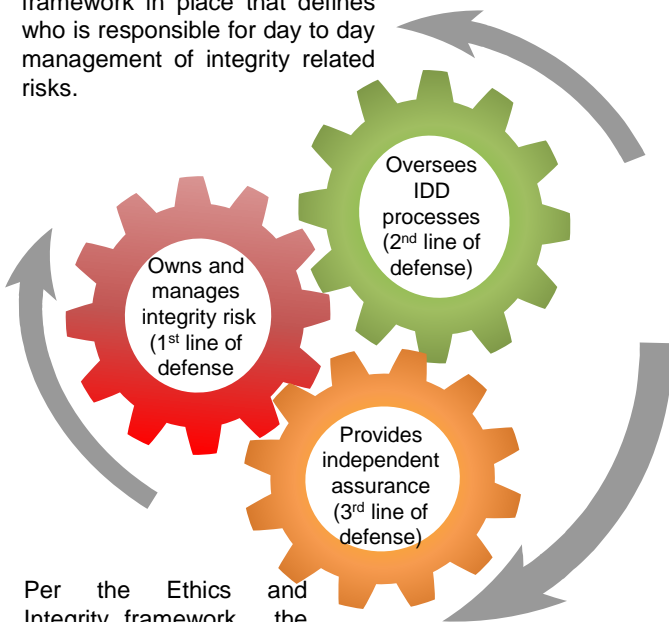 framework in place that defines
who is responsible for day to day
management of integrity related
risks.
Oversees
IDD
processes
(2nd line of
defense)
Owns and
manages
integrity risk
(1st line of
defense
Provides
independent
assurance
(3rd line of
defense)
Per the Ethics and
Integrity framework the